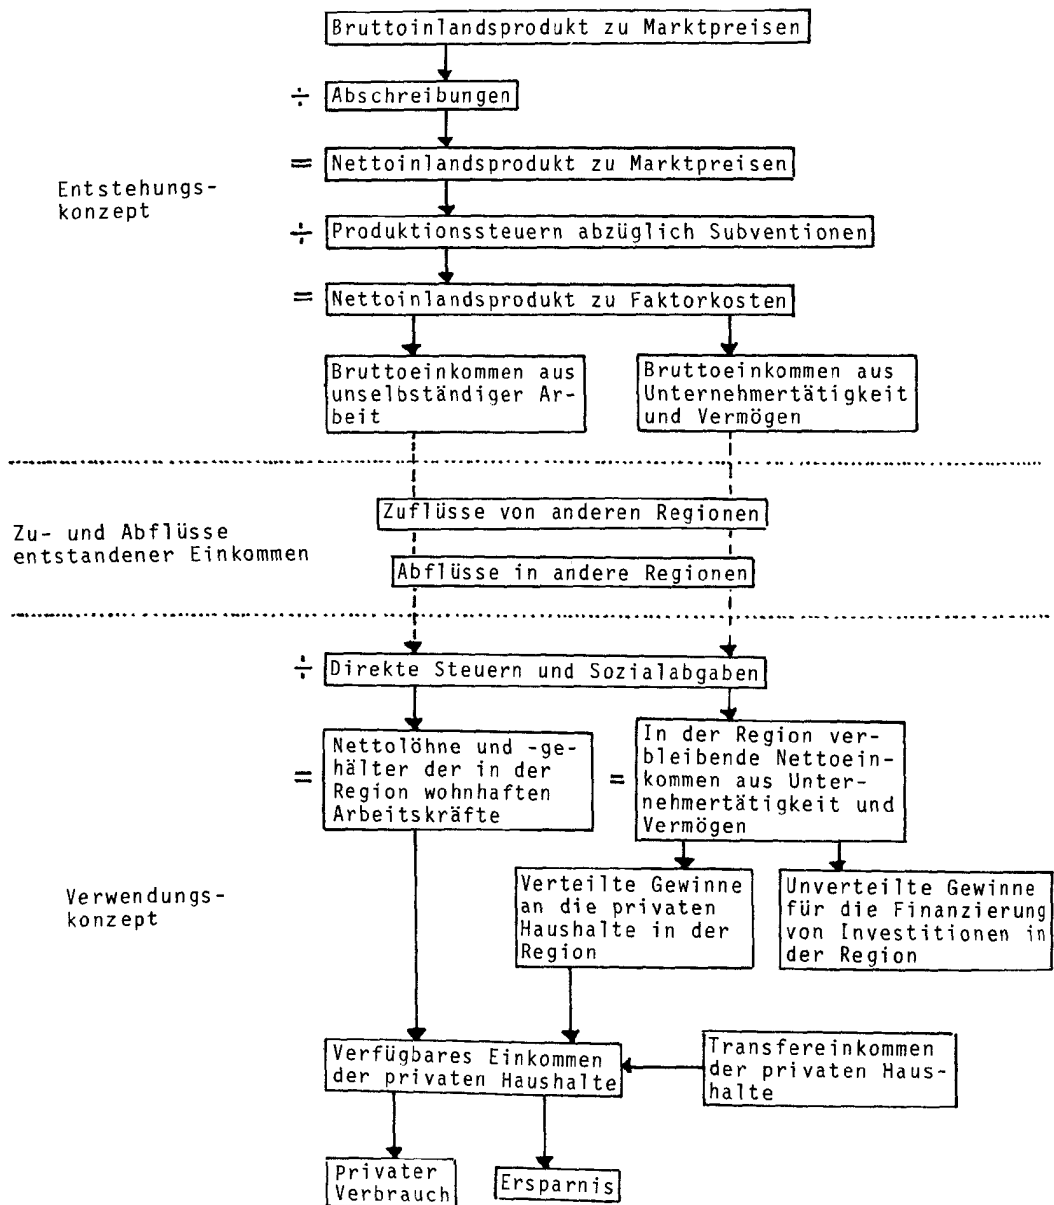 Bruttoinlandsprodukt zu Marktpreisen
÷ Abschreibungen
= Nettoinlandsprodukt zu Marktpreisen
Entstehungs-
konzept
÷ Produktionssteuern abzüglich Subventionen
= Nettoinlandsprodukt zu Faktorkosten
Bruttoeinkommen aus
unselbständiger Ar-
beit
Bruttoeinkommen aus
Unternehmertätigkeit
und Vermögen
Zu- und Abflüsse
entstandener Einkommen
Zuflüsse von anderen Regionen
Abflüsse in andere Regionen
÷ Direkte Steuern und Sozialabgaben
=
Nettolöhne und -ge-
hälter der in der
Region wohnhaften
Arbeitskräfte
=
In der Region ver-
bleibende Nettoein-
kommen aus Unter-
nehmertätigkeit und
Vermögen
Verwendungs-
konzept
Verteilte Gewinne
an die privaten
Haushalte in der
Region
Unverteilte Gewinne
für die Finanzierung
von Investitionen in
der Region
Verfügbares Einkommen
der privaten Haushalte
Transfereinkommen
der privaten Haus-
halte
Privater
Verbrauch
Ersparnis